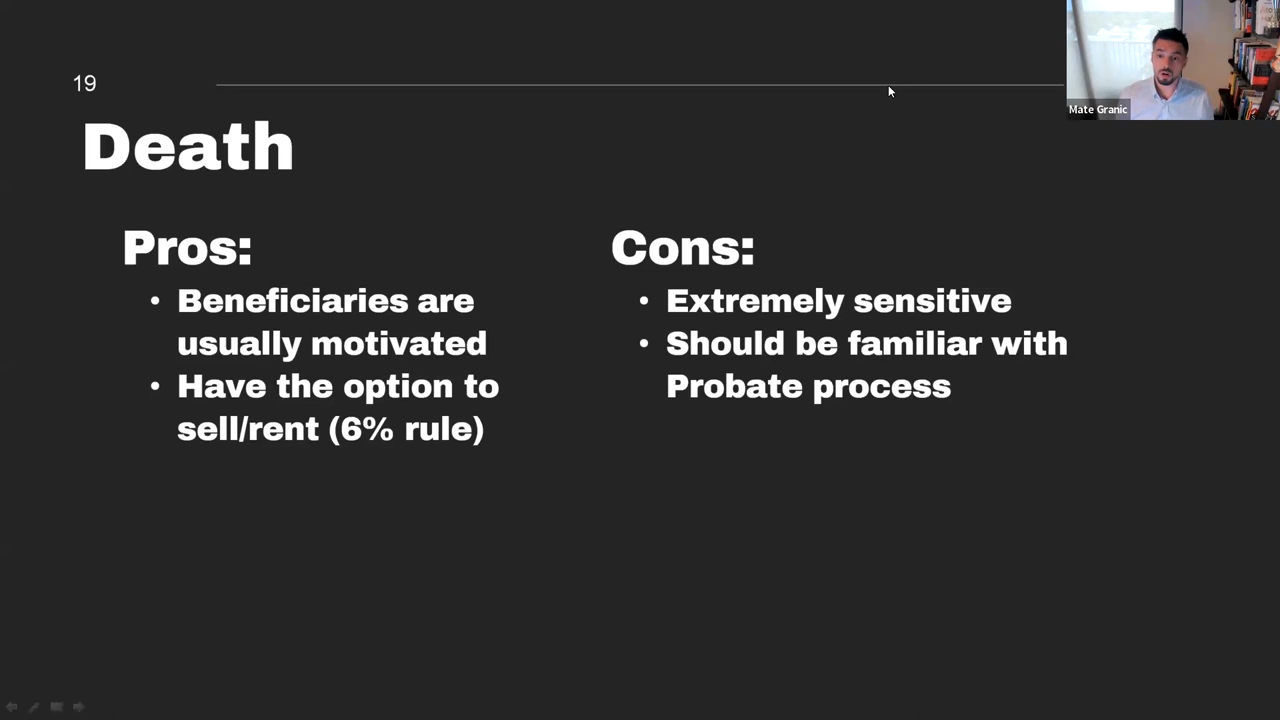 19
Mate Granic
Death
Pros:
• Beneficiaries are
usually motivated
• Have the option to
sell/rent (6% rule)
Cons:
• Extremely sensitive
• Should be familiar with
Probate process